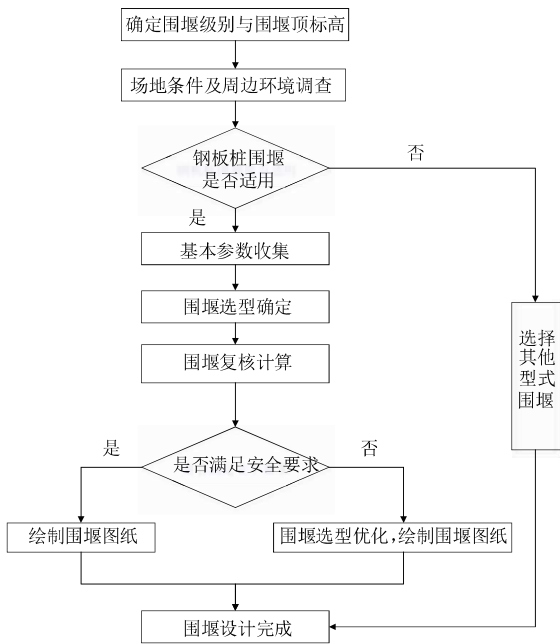 确定围堰级别与围堰顶标高
场地条件及周边环境调查
钢板桩围堰
是否适用
否
是
基本参数收集
围堰选型确定
围堰复核计算
选择
其他
型式
围堰
是
是否满足安全要求
否
绘制围堰图纸
围堰选型优化,绘制围堰图纸
围堰设计完成